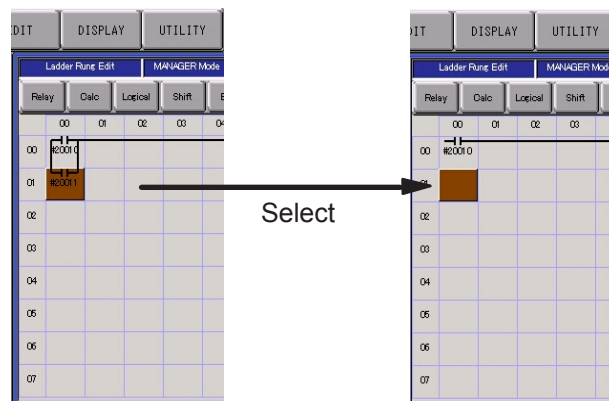 DIT DISPLAY UTILITY
Ladder Rung Edit MANAGER Mode
Relay Calc Logical Shift E
00 01 02 03 04
00 #20010
01 #20011
02
03
04
05
06
07
Select
IT DISPLAY UTILITY
Ladder Rung Edit MANAGER Mod
Relay Calc Logical Shift
00 01 02 03
00 #20010
01
02
03
04
05
06
07